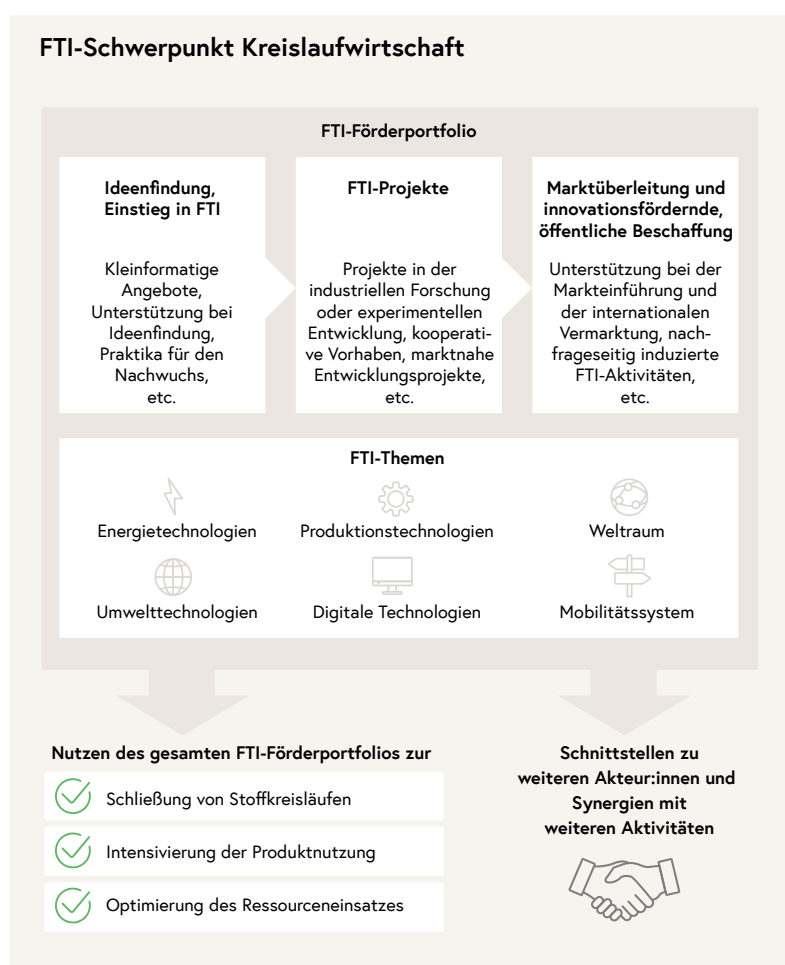 FTI-Schwerpunkt Kreislaufwirtschaft
FTI-Förderportfolio
Ideenfindung,
Einstieg in FTI
Kleinformatige
Angebote,
Unterstützung bei
Ideenfindung,
Praktika für den
Nachwuchs,
etc.
FTI-Projekte
Projekte in der
industriellen Forschung
oder experimentellen
Entwicklung, kooperati-
ve Vorhaben, marktnahe
Entwicklungsprojekte,
etc.
Marktüberleitung und
innovationsfördernde,
öffentliche Beschaffung
Unterstützung bei der
Markteinführung und
der internationalen
Vermarktung, nach-
frageseitig induzierte
FTI-Aktivitäten,
etc.
FTI-Themen
Energietechnologien
Produktionstechnologien
Weltraum
Umwelttechnologien
Digitale Technologien
Mobilitätssystem
Nutzen des gesamten FTI-Förderportfolios zur
Schließung von Stoffkreisläufen
Intensivierung der Produktnutzung
Optimierung des Ressourceneinsatzes
Schnittstellen zu
weiteren Akteur:innen und
Synergien mit
weiteren Aktivitäten